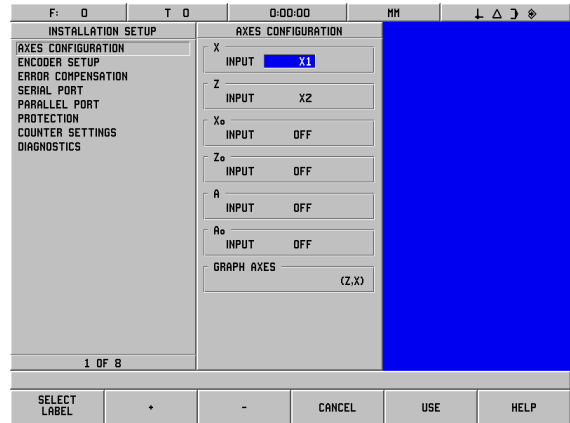 F: 0 T 0 0:00:00 MM
INSTALLATION SETUP
AXES CONFIGURATION
ENCODER SETUP
ERROR COMPENSATION
SERIAL PORT
PARALLEL PORT
PROTECTION
COUNTER SETTINGS
DIAGNOSTICS
1 OF 8
AXES CONFIGURATION
X
INPUT X1
Z
INPUT X2
Xo
INPUT OFF
Zo
INPUT OFF
A
INPUT OFF
Ao
INPUT OFF
GRAPH AXES
(Z,X)
SELECT
LABEL
+
-
CANCEL
USE
HELP